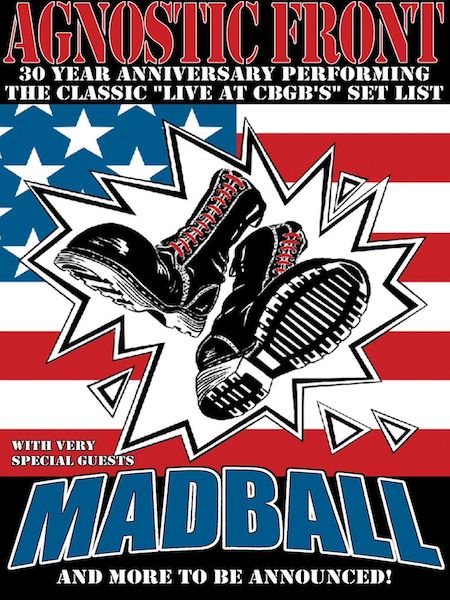 AGNOSTIC FRONT
30 YEAR ANNIVERSARY PERFORMING
THE CLASSIC "LIVE AT CBGB'S" SET LIST
WITH VERY
SPECIAL GUESTS
MADBALL
AND MORE TO BE ANNOUNCED!